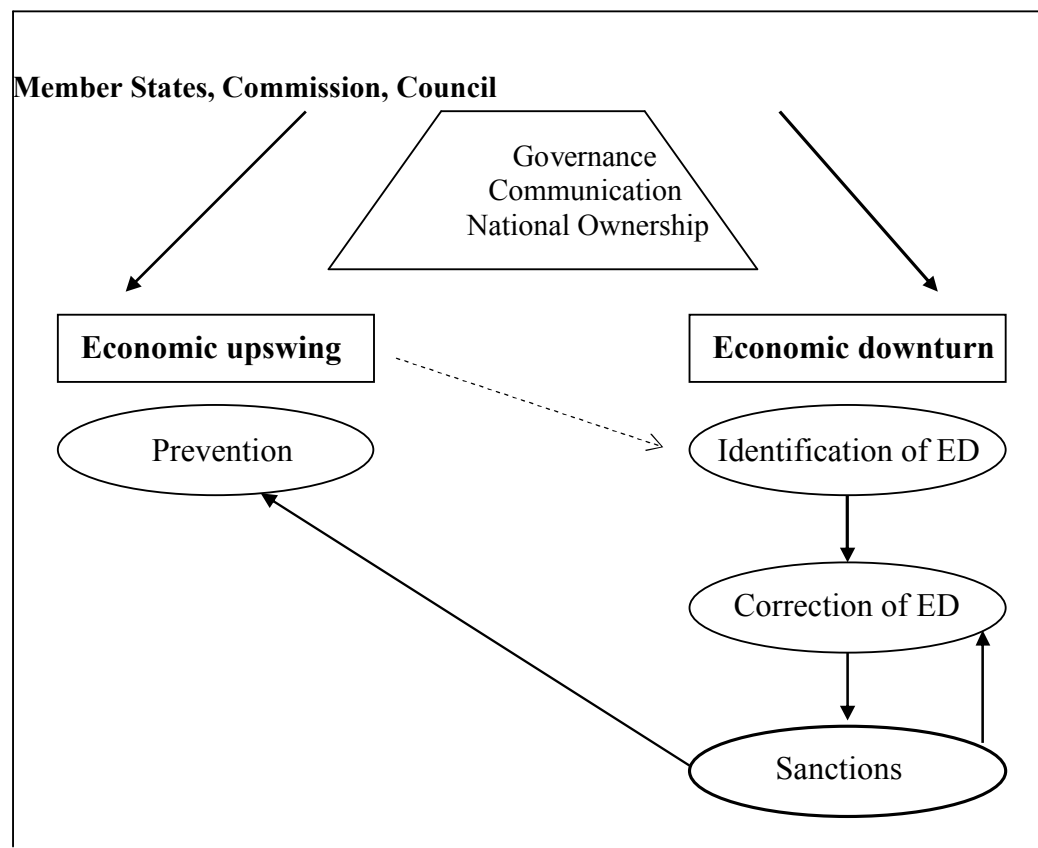 Member States, Commission, Council
Governance
Communication
National Ownership
Economic upswing
Economic downturn
Prevention
Identification of ED
Correction of ED
Sanctions